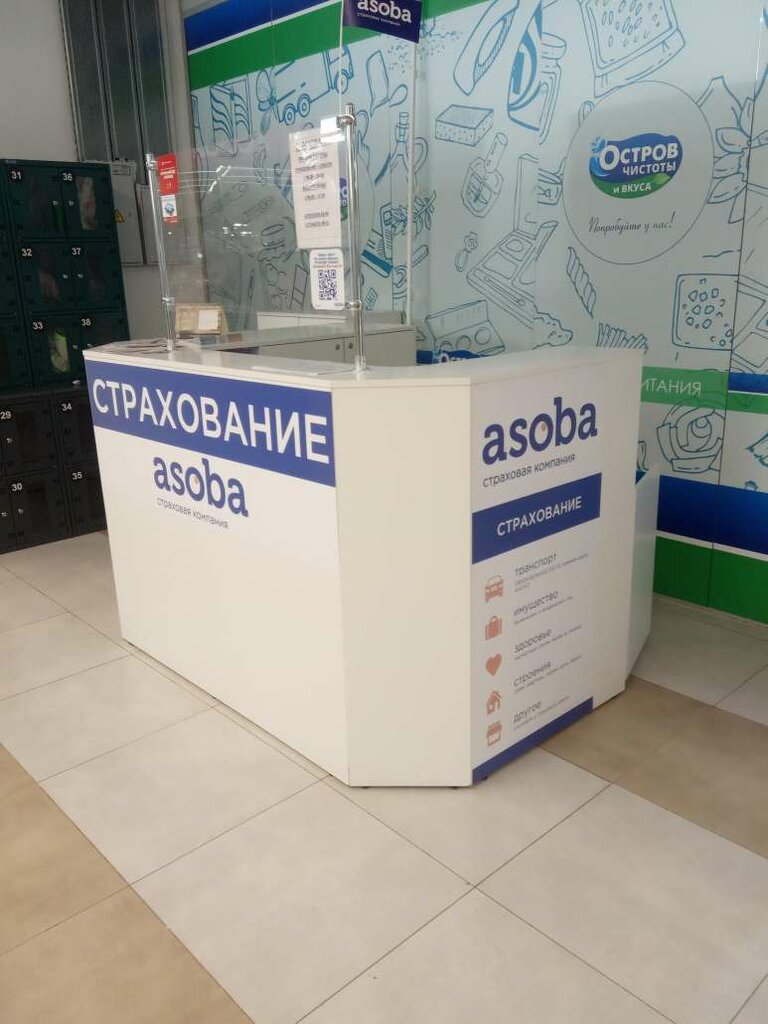 asoba
страховая компания
31
36
32
37
33
38
29
34
30
35
ОСТРОВ
ЧИСТОТЫ
И ВКУСА
Попробуйте у нас!
ПИТАНИЯ
СТРАХОВАНИЕ
asoba
страховая компания
asoba
страховая компания
СТРАХОВАНИЕ
транспорт
имущество
здоровье
строения
другое